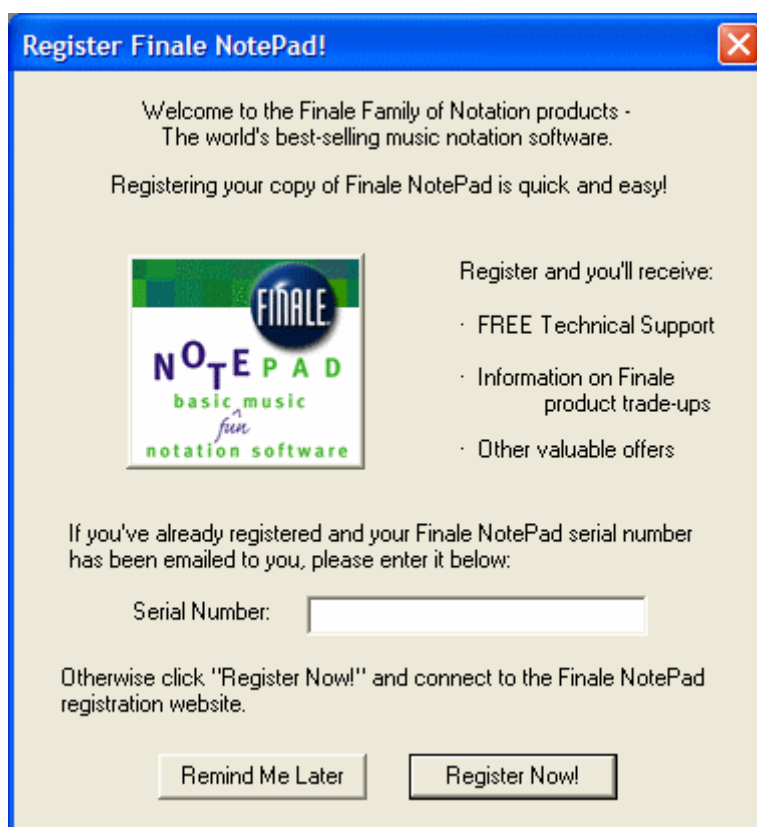 Register Finale NotePad!
Welcome to the Finale Family of Notation products -
The world's best-selling music notation software.
Registering your copy of Finale NotePad is quick and easy!
FINALE
NOTEPAD
basic music
^
fun
notation software
Register and you'll receive:
· FREE Technical Support
· Information on Finale
product trade-ups
· Other valuable offers
If you've already registered and your Finale NotePad serial number
has been emailed to you, please enter it below:
Serial Number:
Otherwise click "Register Now!" and connect to the Finale NotePad
registration website.
Remind Me Later
Register Now!